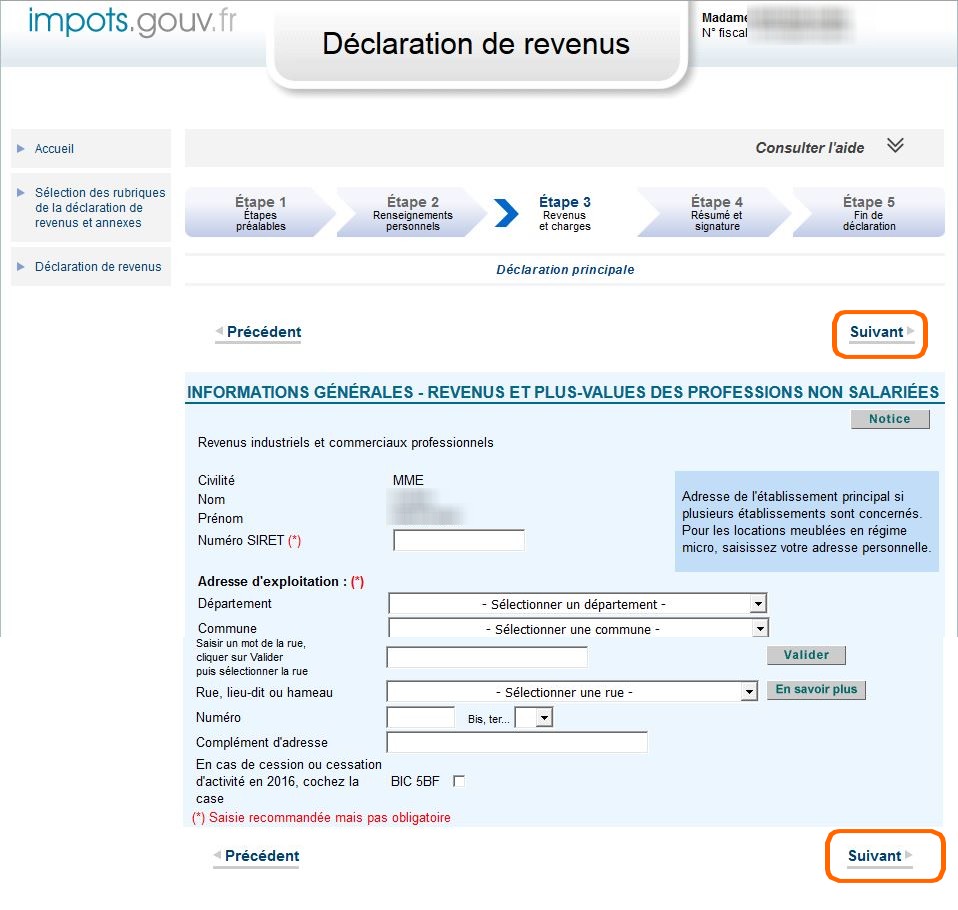 impots.gouv.fr
Déclaration de revenus
Madame
N° fiscal
Accueil
Sélection des rubriques
de la déclaration de
revenus et annexes
Déclaration de revenus
Consulter l'aide
Étape 1
Étapes
préalables
Étape 2
Renseignements
personnels
Étape 3
Revenus
et charges
Étape 4
Résumé et
signature
Étape 5
Fin de
déclaration
Déclaration principale
Précédent
Suivant
INFORMATIONS GÉNÉRALES - REVENUS ET PLUS-VALUES DES PROFESSIONS NON SALARIÉES
Notice
Revenus industriels et commerciaux professionnels
Civilité MME
Nom
Prénom
Numéro SIRET (*)
Adresse de l'établissement principal si
plusieurs établissements sont concernés.
Pour les locations meublées en régime
micro, saisissez votre adresse personnelle.
Adresse d'exploitation : (*)
Département - Sélectionner un département -
Commune - Sélectionner une commune -
Saisir un mot de la rue,
cliquer sur Valider
puis sélectionner la rue
Valider
Rue, lieu-dit ou hameau - Sélectionner une rue - En savoir plus
Numéro Bis, ter...
Complément d'adresse
En cas de cession ou cessation
d'activité en 2016, cochez la BIC 5BF
case
(*) Saisie recommandée mais pas obligatoire
Précédent
Suivant